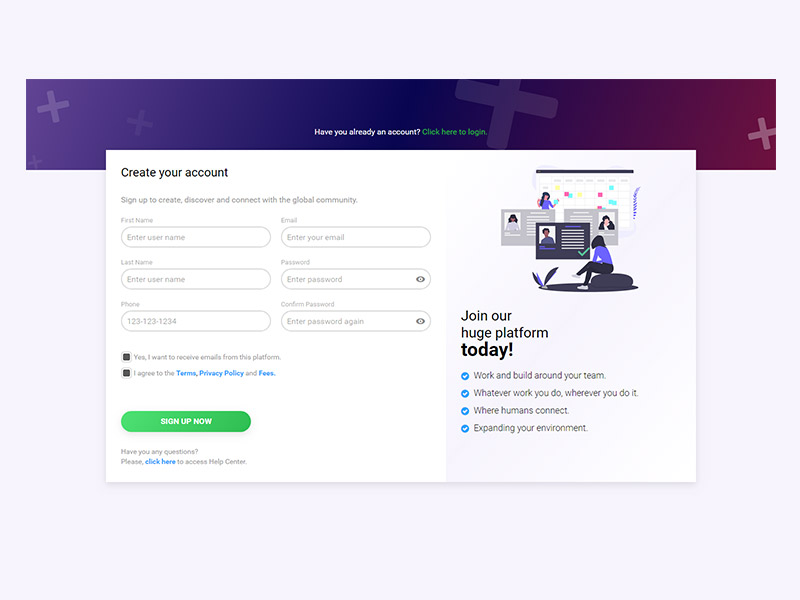 Have you already an account? Click here to login.
Create your account
Sign up to create, discover and connect with the global community.
First Name
Enter user name
Email
Enter your email
Last Name
Enter user name
Password
Enter password
Phone
123-123-1234
Confirm Password
Enter password again
Yes, I want to receive emails from this platform.
I agree to the Terms, Privacy Policy and Fees.
SIGN UP NOW
Have you any questions?
Please, click here to access Help Center.
Join our
huge platform
today!
Work and build around your team.
Whatever work you do, wherever you do it.
Where humans connect.
Expanding your environment.